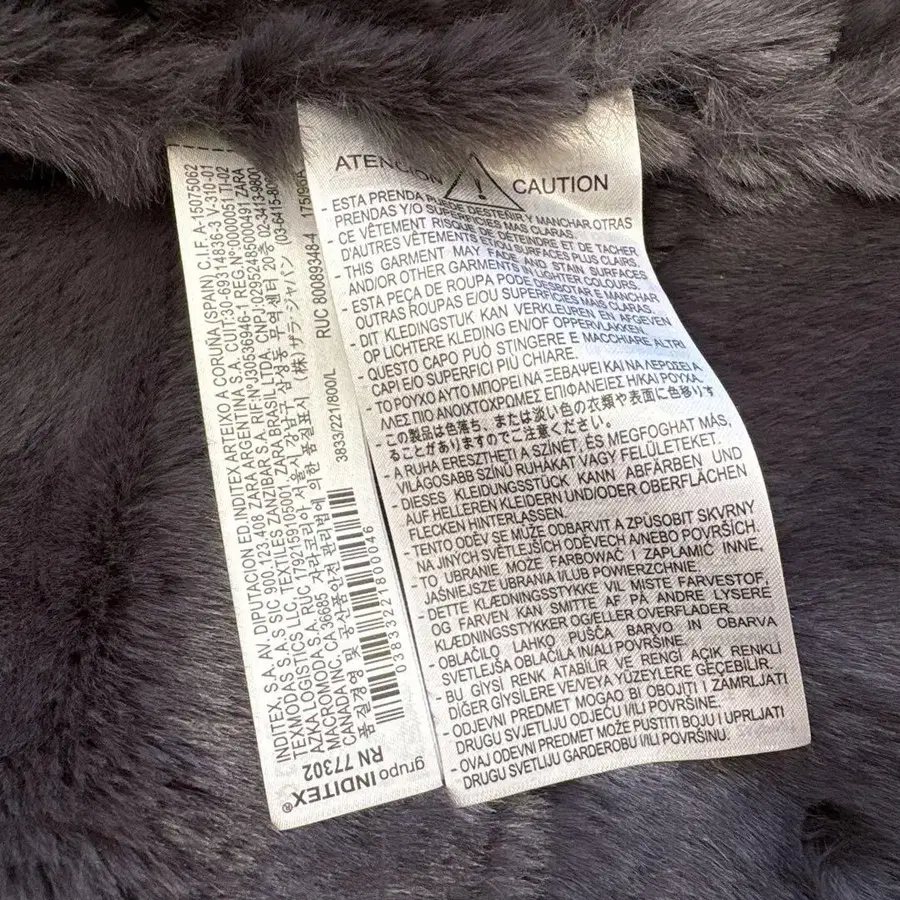 INDITEX, S.A. AV. DIPUTACION ED. INDITEX ARTEIXO A CORUÑA (SPAIN) C.I.F. A-15075062
TEXMODAS S.A.S SIC 900.123.408 ZARA ARGENTINA S.A. CUIT:30-69314836-3 V-310-01
AZKA LOGISTICS LLC,
MACROMODA S.A. RUC 1792159105001 ZARA BRASIL LTDA, CNPJ:02952485000491 ZARA
CANADA INC, CA 36685
02-3413-9800
RUC 80089348-4
175/90A
3833/221/800/L
03833221800046
grupo INDITEX®
RN 77302
ATENCION CAUTION
- ESTA PRENDA PUEDE DESTEÑIR Y MANCHAR OTRAS
PRENDAS Y/O SUPERFICIES MAS CLARAS.
- CE VÊTEMENT RISQUE DE DÉTEINDRE ET DE TACHER
D'AUTRES VÊTEMENTS ET/OU SURFACES PLUS CLAIRS.
- THIS GARMENT MAY FADE AND STAIN SURFACES
AND/OR OTHER GARMENTS IN LIGHTER COLOURS.
- ESTA PEÇA DE ROUPA PODE DESBOTAR E MANCHAR
OUTRAS ROUPAS E/OU SUPERFÍCIES MAS CLARAS.
- DIT KLEDINGSTUK KAN VERKLEUREN EN AFGEVEN
OP LICHTERE KLEDING EN/OF OPPERVLAKKEN.
- QUESTO CAPO PUÒ STINGERE E MACCHIARE ALTRI
CAPI E/O SUPERFICI PIÙ CHIARE.
- ΤΟ ΡΟΥΧΟ ΑΥΤΟ ΜΠΟΡΕΙ ΝΑ ΞΕΒΑΨΕΙ ΚΑΙ ΝΑ ΛΕΡΩΣΕΙ Α
ΛΛΕΣ ΠΙΟ ΑΝΟΙΧΤΟΧΡΩΜΕΣ ΕΠΙΦΑΝΕΙΕΣ Η/ΚΑΙ ΡΟΥΧΑ.
- この製品は色落ち、または淡い色の衣類や表面に色移りす
ることがありますのでご注意ください。
- A RUHA ERESZTHETI A SZÍNÉT, ÉS MEGFOGHAT MÁS,
VILÁGOSABB SZÍNŰ RUHÁKAT VAGY FELÜLETEKET.
- DIESES KLEIDUNGSSTÜCK KANN ABFÄRBEN UND
AUF HELLEREN KLEIDERN UND/ODER OBERFLÄCHEN
FLECKEN HINTERLASSEN.
- TENTO ODĚV SE MŮŽE ODBARVIT A ZPŮSOBIT SKVRNY
NA JINÝCH SVĚTLEJŠÍCH ODĚVECH A/NEBO POVRŠÍCH.
- TO UBRANIE MOŻE FARBOWAĆ I ZAPLAMIĆ INNE,
JAŚNIEJSZE UBRANIA I/LUB POWIERZCHNIE.
- DETTE KLÆDNINGSSTYKKE VIL MISTE FARVESTOF,
OG FARVEN KAN SMITTE AF PÅ ANDRE LYSERE
KLÆDNINGSSTYKKER OG/ELLER OVERFLADER.
- OBLAČILO LAHKO PUŠČA BARVO IN OBARVA
SVETLEJŠA OBLAČILA IN/ALI POVRŠINE.
- BU GİYSİ RENK ATABİLİR VE RENGİ AÇIK RENKLİ
DİĞER GİYSİLERE VE/VEYA YÜZEYLERE GEÇEBİLİR.
- ODJEVNI PREDMET MOGAO BI OBOJITI I ZAMRLJATI
DRUGU SVJETLIJU ODJEĆU I/ILI POVRŠINE.
- OVAJ ODEVNI PREDMET MOŽE PUSTITI BOJU I UPRLJATI
DRUGU SVETLIJU GARDEROBU I/ILI POVRŠINU.